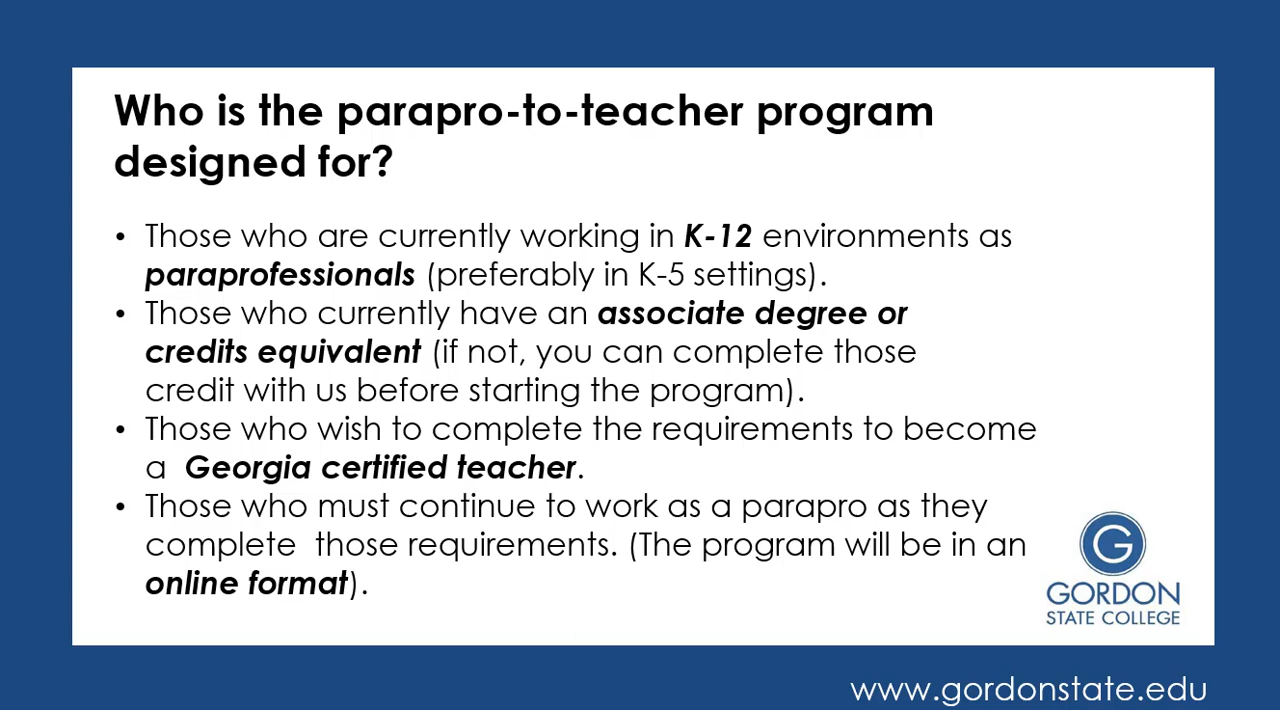 Who is the parapro-to-teacher program
designed for?
• Those who are currently working in K-12 environments as
paraprofessionals (preferably in K-5 settings).
• Those who currently have an associate degree or
credits equivalent (if not, you can complete those
credit with us before starting the program).
• Those who wish to complete the requirements to become
a Georgia certified teacher.
• Those who must continue to work as a parapro as they
complete those requirements. (The program will be in an
online format).
G
GORDON
STATE COLLEGE
www.gordonstate.edu